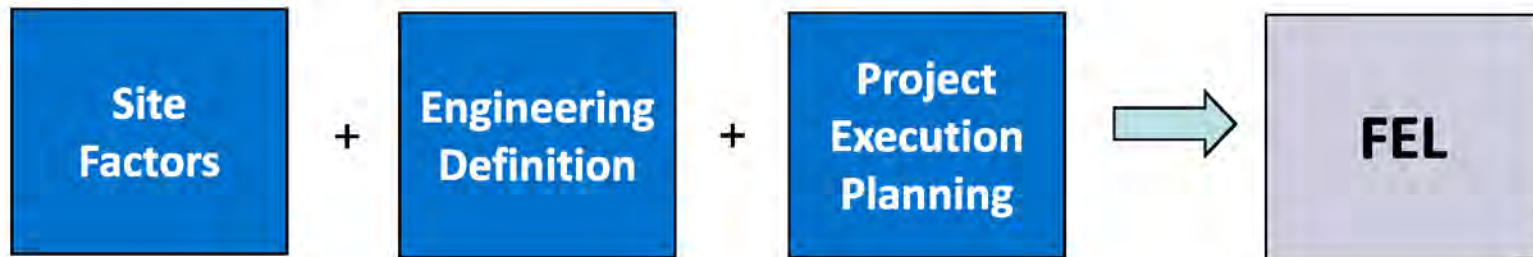 Site
Factors
+
Engineering
Definition
+
Project
Execution
Planning
FEL